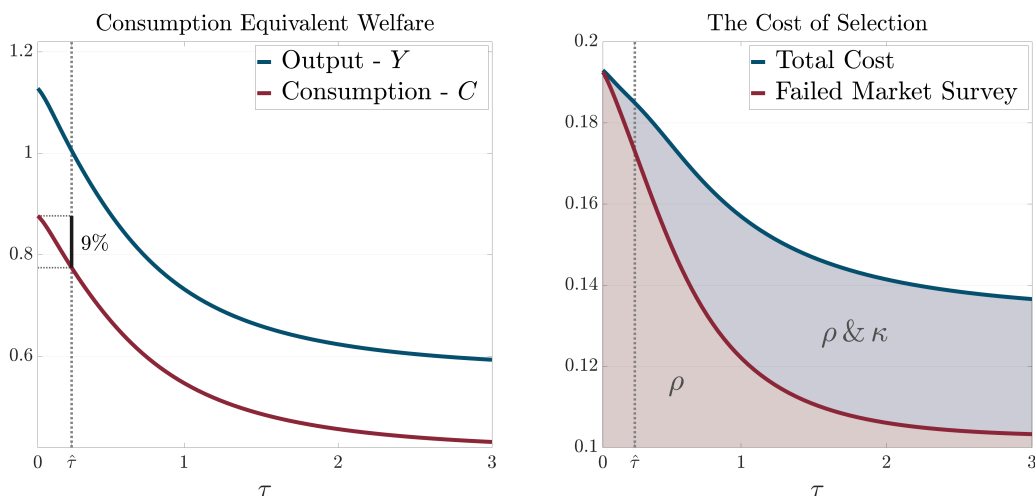 Consumption Equivalent Welfare
Output - Y
Consumption - C
1.2
1
0.8
0.6
9%
0
τ̂
1
2
3
τ
The Cost of Selection
Total Cost
Failed Market Survey
0.2
0.18
0.16
0.14
0.12
0.1
ρ & κ
ρ
0
τ̂
1
2
3
τ